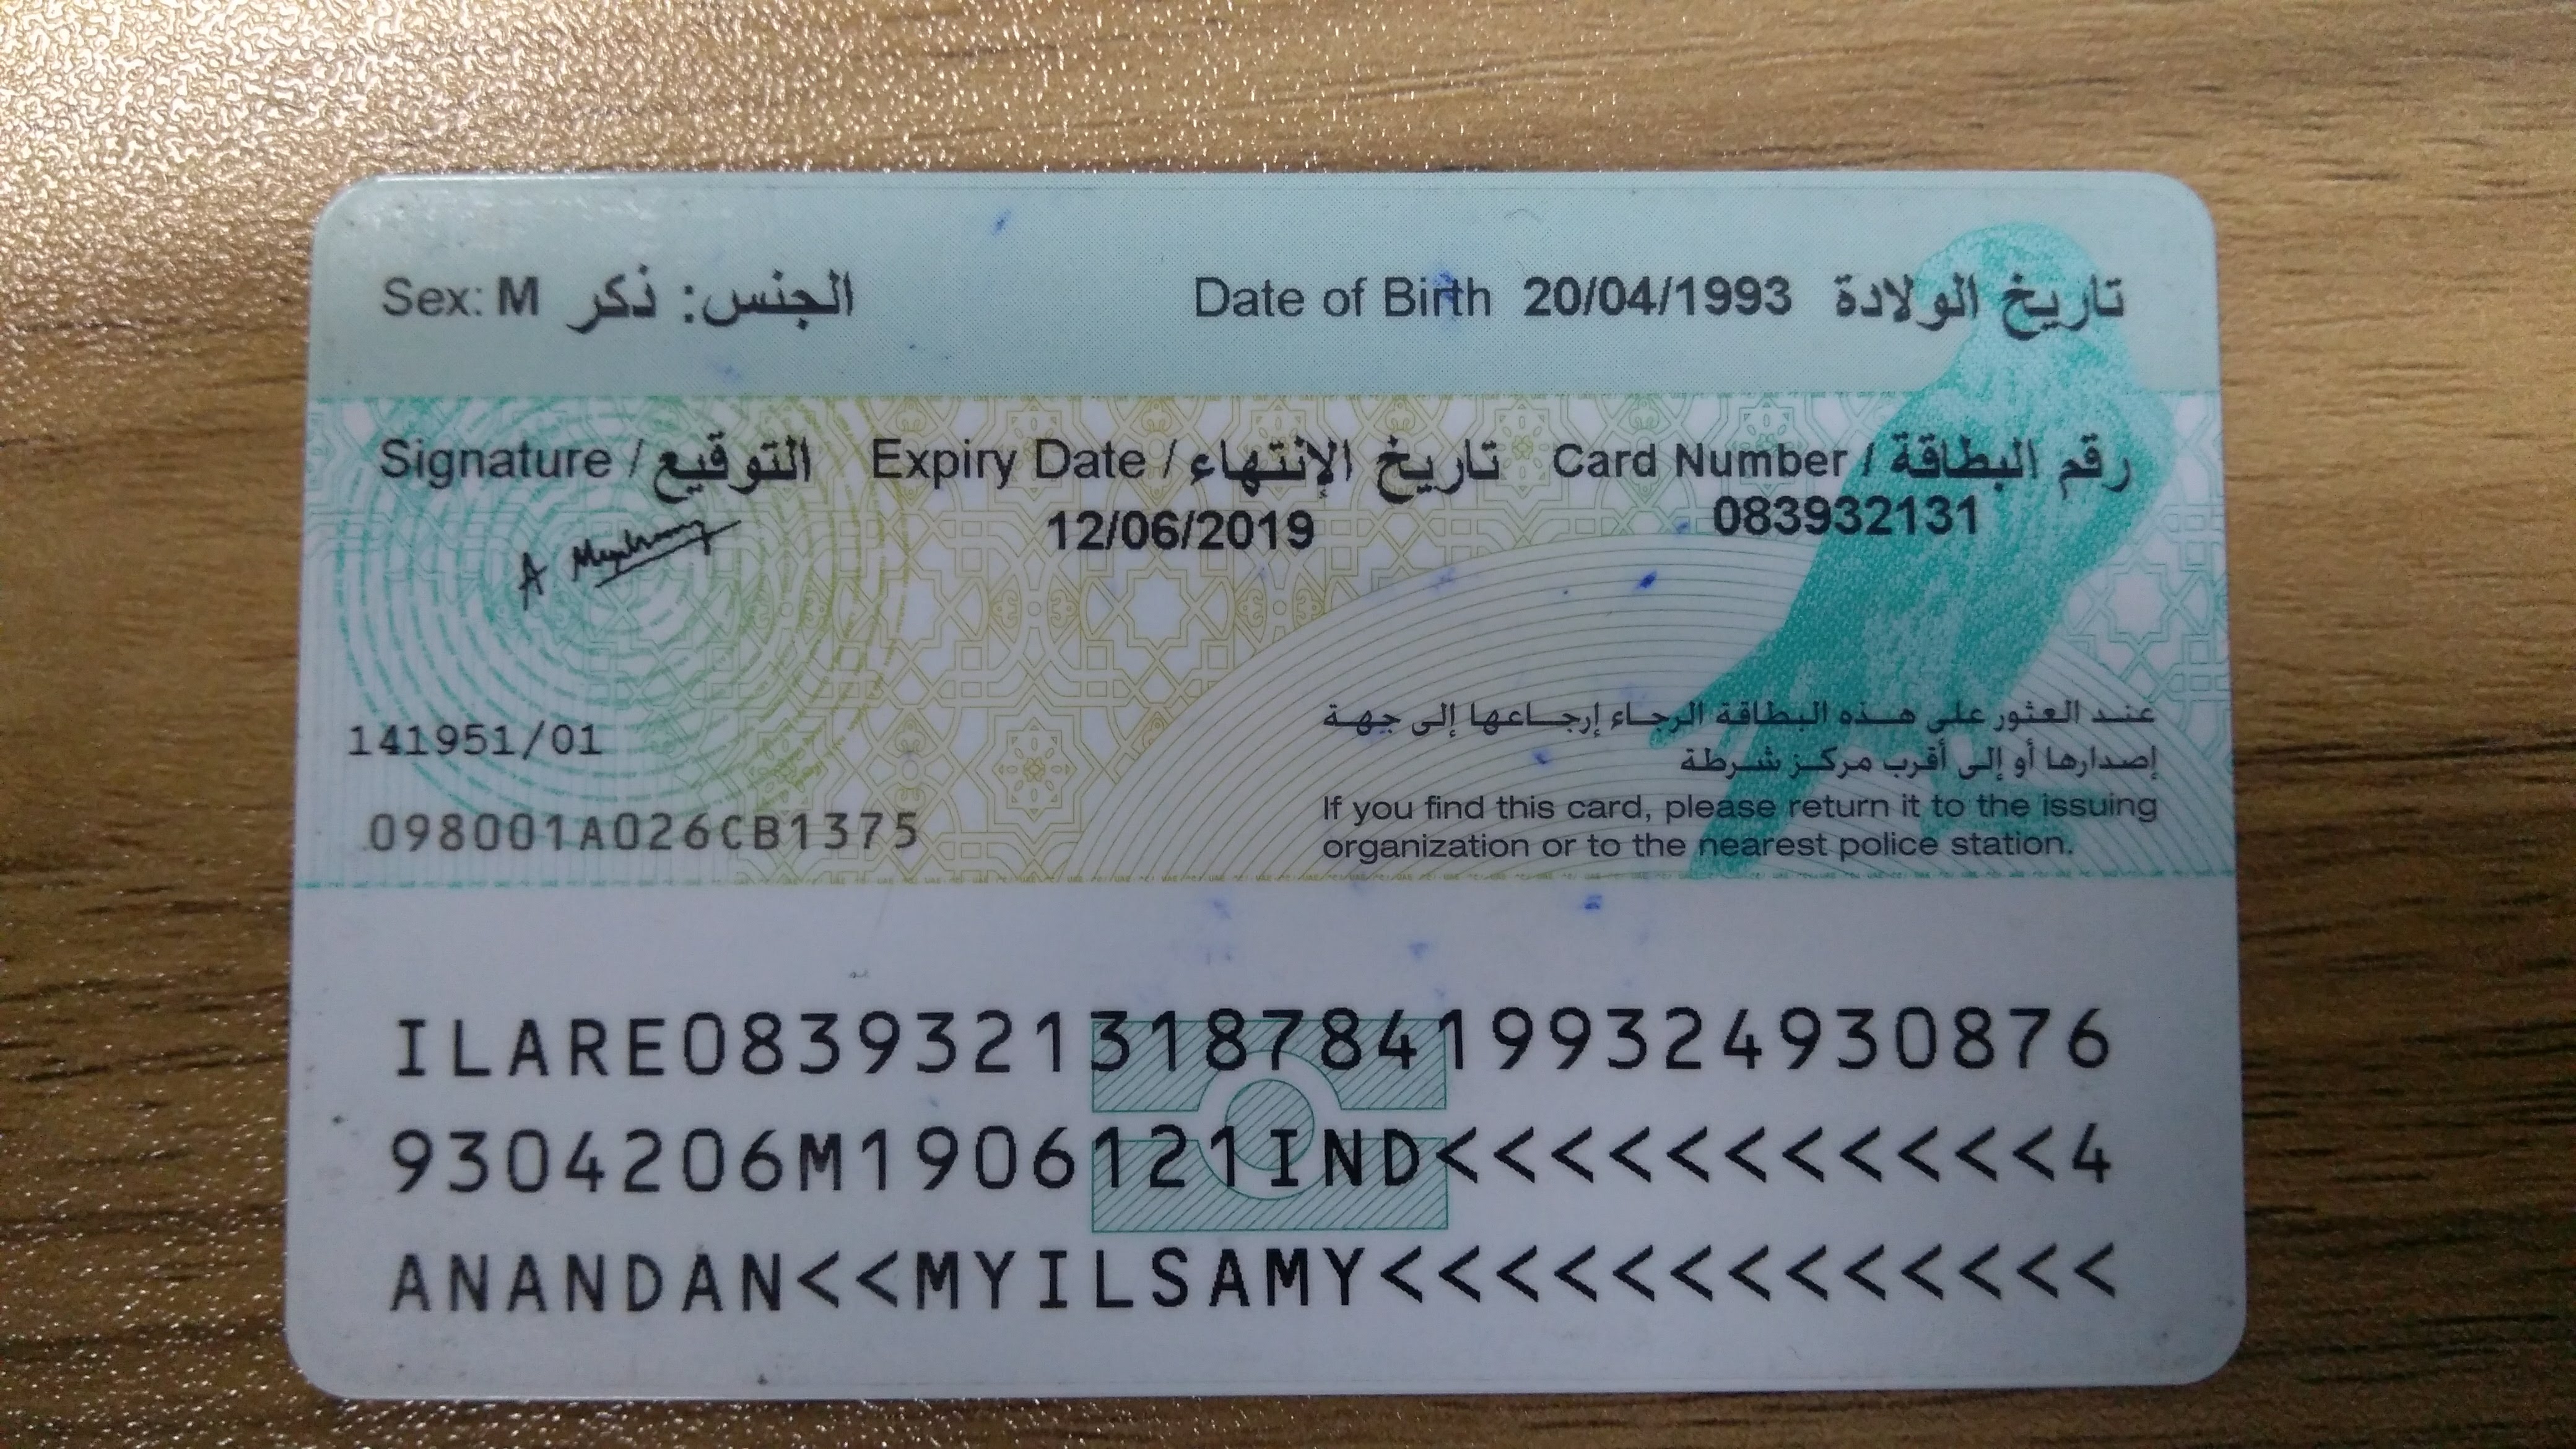 Sex: M الجنس: ذكر Date of Birth 20/04/1993 تاريخ الولادة
Signature / التوقيع Expiry Date / تاريخ الإنتهاء Card Number / رقم البطاقة
12/06/2019 083932131
A
141951/01
عند العثور على هذه البطاقة الرجاء إرجاعها إلى جهة
إصدارها أو إلى أقرب مركز شرطة
098001A026CB1375
If you find this card, please return it to the issuing
organization or to the nearest police station.
ILARE0839321318784199324930876
9304206M1906121IND<<<<<<<<<<<4
ANANDAN<<MYILSAMY<<<<<<<<<<<<<